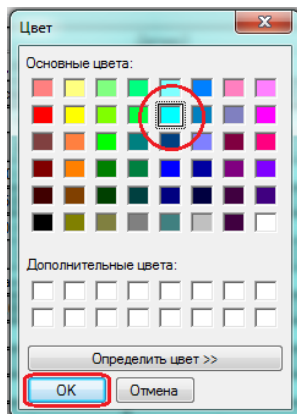 Цвет
Основные цвета:
Дополнительные цвета:
Определить цвет >>
OK
Отмена